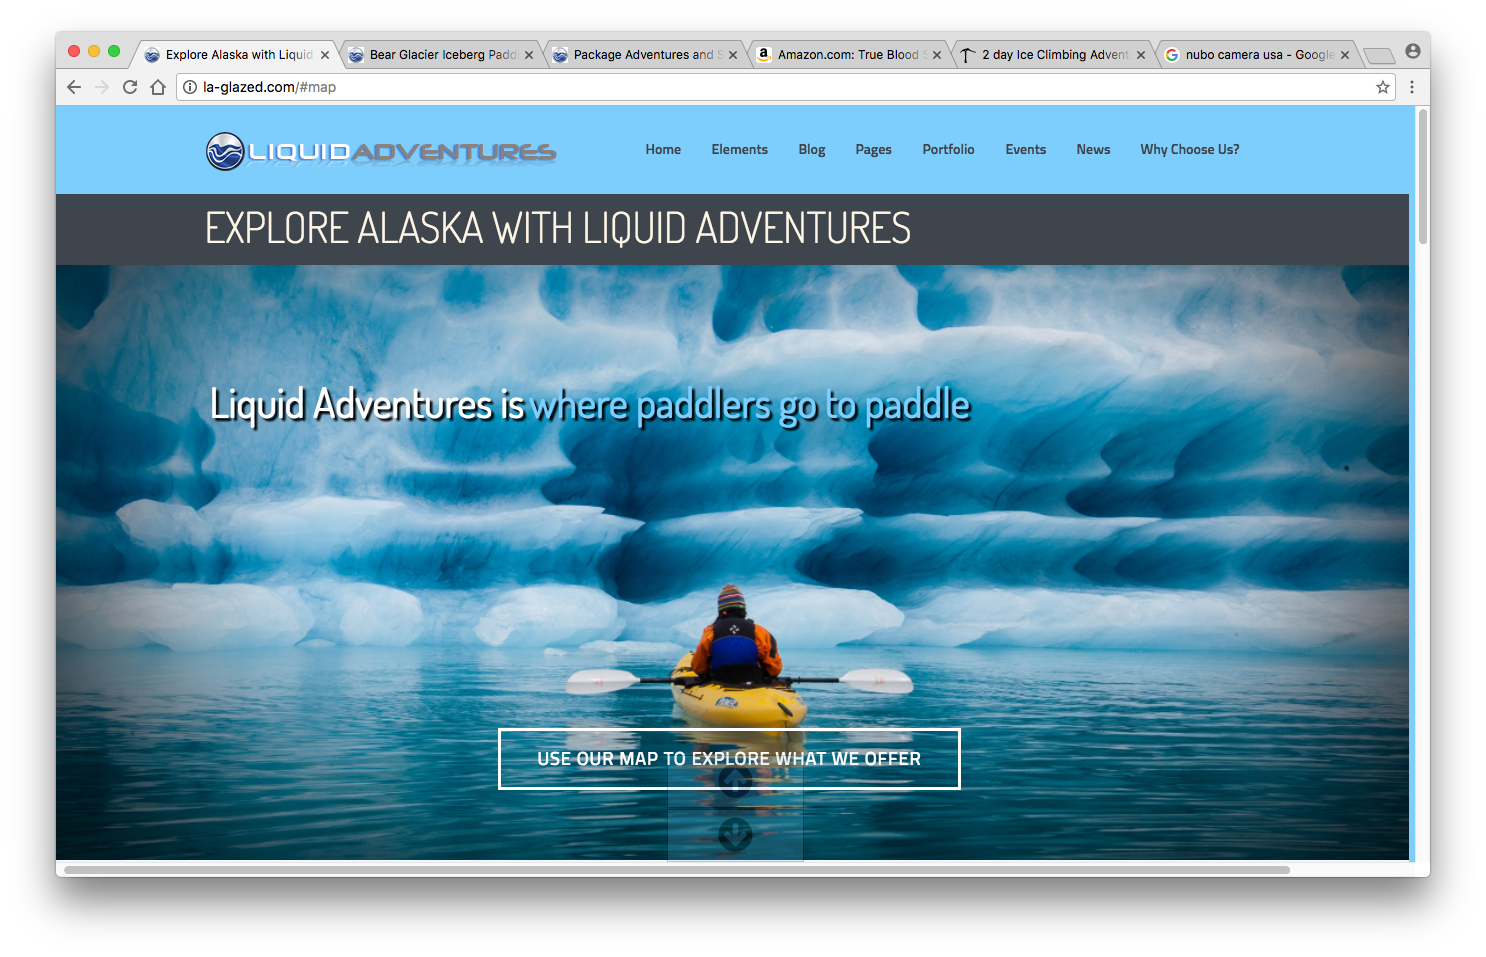 Explore Alaska with Liquid
Bear Glacier Iceberg Padd
Package Adventures and S
Amazon.com: True Blood S
2 day Ice Climbing Advent
nubo camera usa - Google
la-glazed.com/#map
LIQUIDADVENTURES
Home Elements Blog Pages Portfolio Events News Why Choose Us?
EXPLORE ALASKA WITH LIQUID ADVENTURES
Liquid Adventures is where paddlers go to paddle
USE OUR MAP TO EXPLORE WHAT WE OFFER